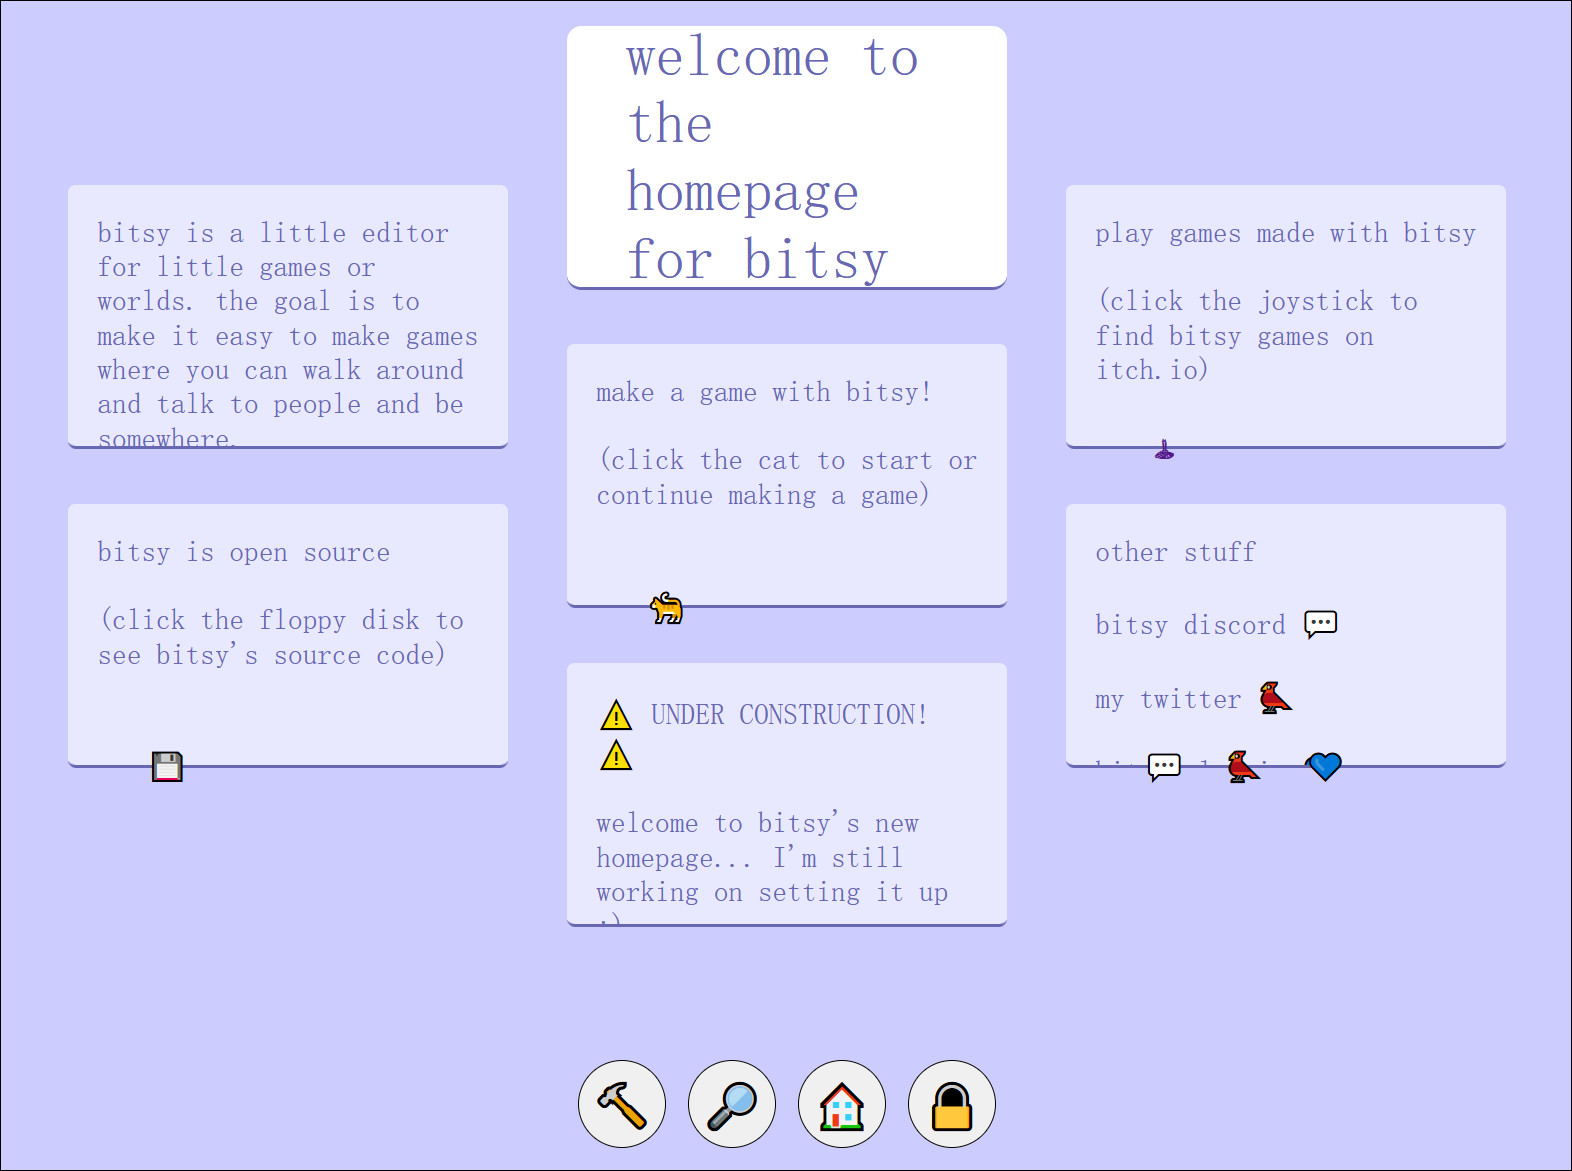 welcome to
the
homepage
for bitsy
bitsy is a little editor
for little games or
worlds. the goal is to
make it easy to make games
where you can walk around
and talk to people and be
somewhere.
play games made with bitsy
(click the joystick to
find bitsy games on
itch.io)
make a game with bitsy!
(click the cat to start or
continue making a game)
bitsy is open source
(click the floppy disk to
see bitsy's source code)
other stuff
bitsy discord 💬
my twitter 🐦
⚠ UNDER CONSTRUCTION!
⚠
welcome to bitsy's new
homepage... I'm still
working on setting it up